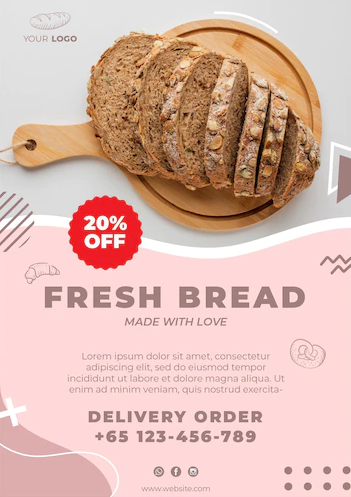 YOUR LOGO
20%
OFF
FRESH BREAD
MADE WITH LOVE
Lorem ipsum dolor sit amet, consectetur
adipiscing elit, sed do eiusmod tempor
incididunt ut labore et dolore magna aliqua. Ut
enim ad minim veniam, quis nostrud exercita-
DELIVERY ORDER
+65 123-456-789
www.website.com